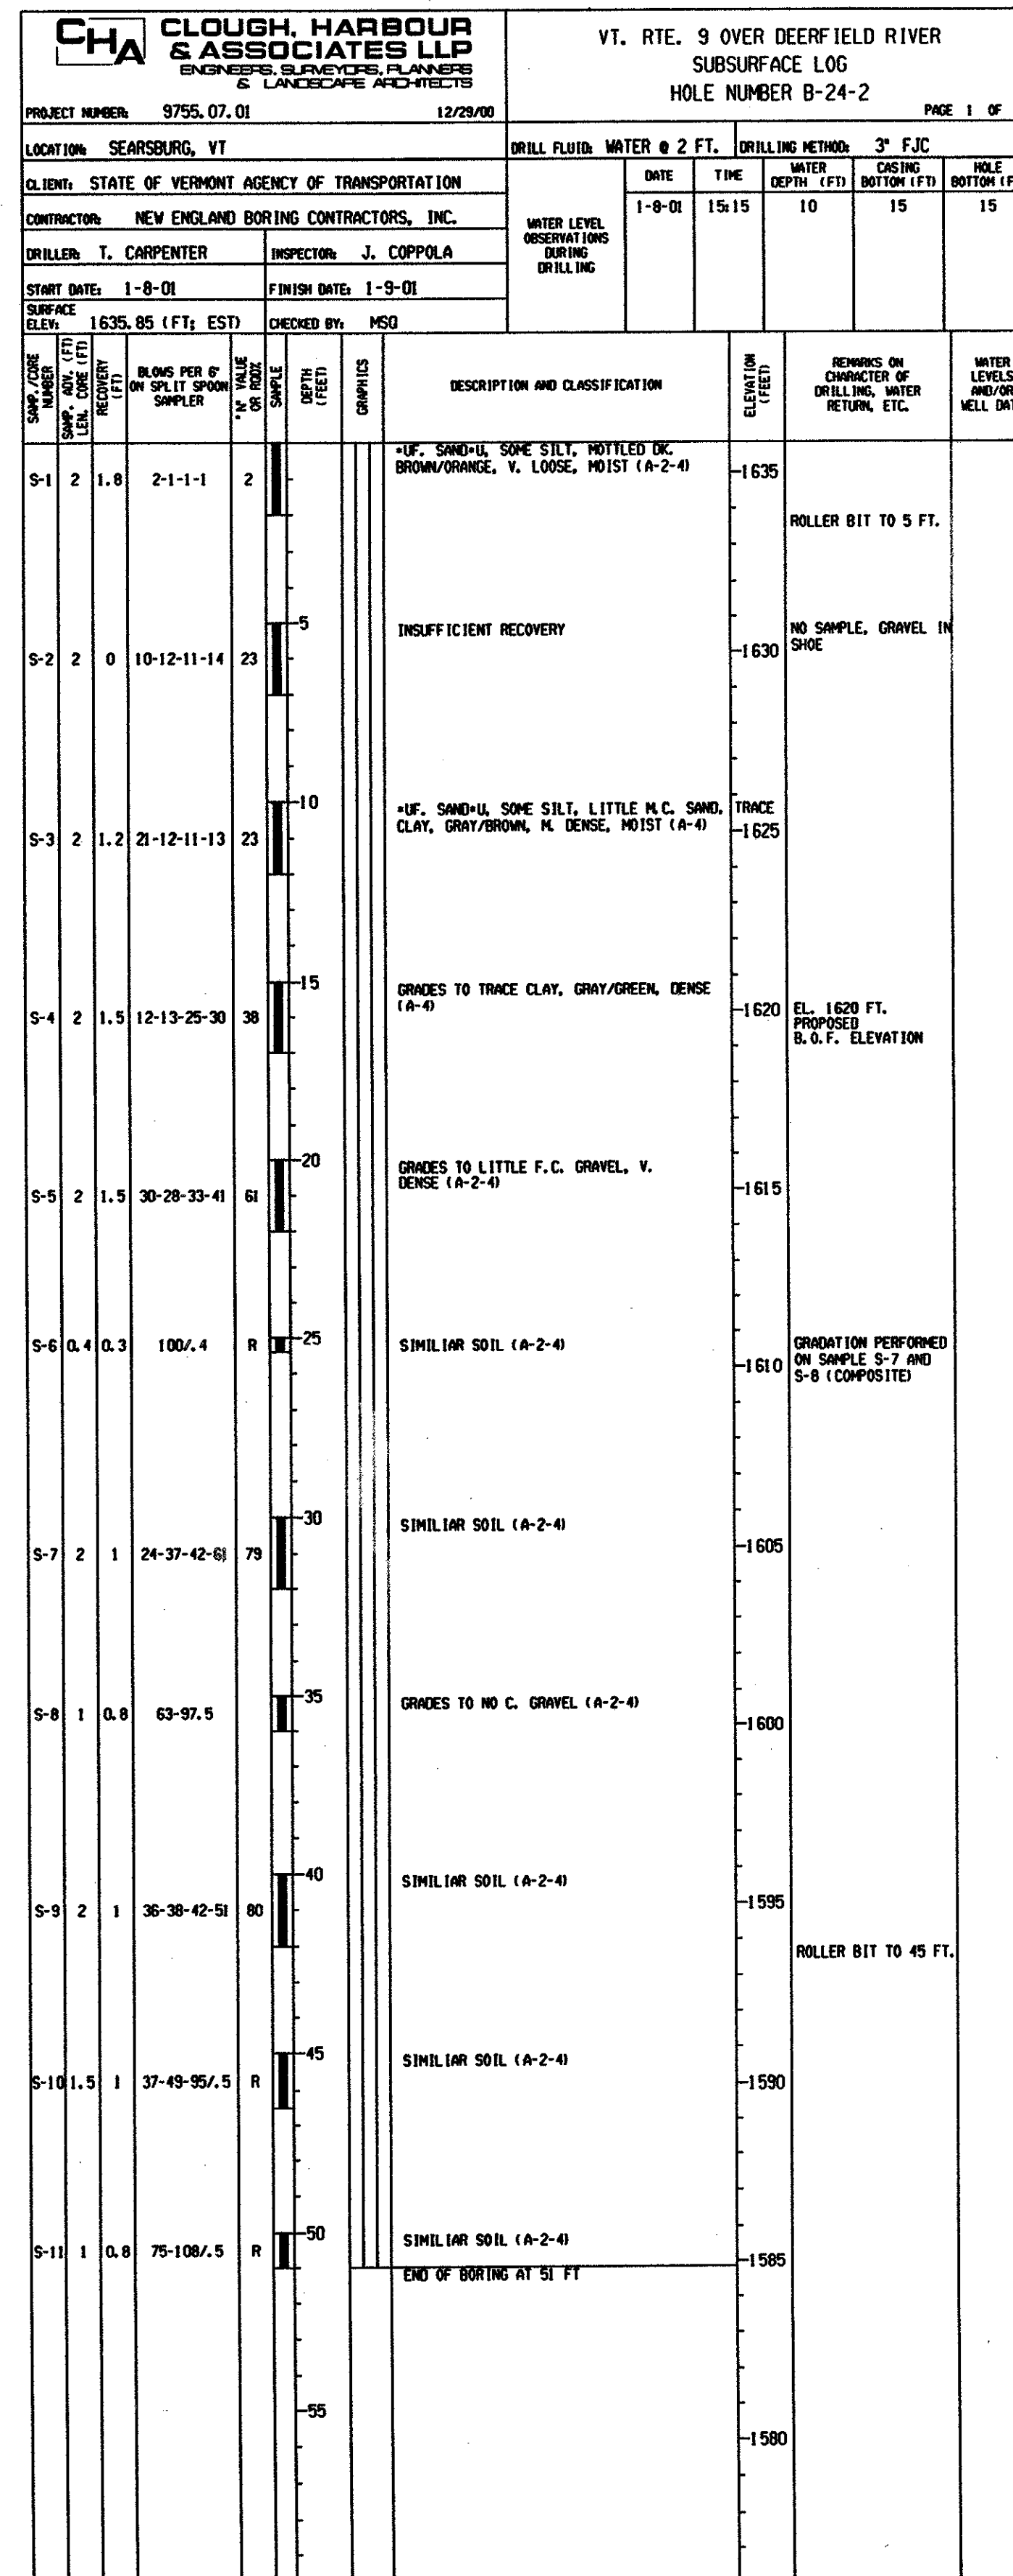 CHA CLOUGH, HARBOUR
& ASSOCIATES LLP
ENGINEERS, SURVEYORS, PLANNERS
& LANDSCAPE ARCHITECTS
PROJECT NUMBER: 9755.07.01 12/29/00
VT. RTE. 9 OVER DEERFIELD RIVER
SUBSURFACE LOG
HOLE NUMBER B-24-2
PAGE 1 OF
LOCATION: SEARSBURG, VT
DRILL FLUID: WATER @ 2 FT. DRILLING METHOD: 3" FJC
CLIENT: STATE OF VERMONT AGENCY OF TRANSPORTATION
CONTRACTOR: NEW ENGLAND BORING CONTRACTORS, INC.
DRILLER: T. CARPENTER INSPECTOR: J. COPPOLA
START DATE: 1-8-01 FINISH DATE: 1-9-01
SURFACE
ELEV: 1635.85 (FT; EST) CHECKED BY: MSG
WATER LEVEL
OBSERVATIONS
DURING
DRILLING
DATE TIME WATER DEPTH (FT) CASING BOTTOM (FT) HOLE BOTTOM (F
1-8-01 15:15 10 15 15
SAMP./CORE NUMBER
SAMP. ADV. (FT)
LEN. CORE (FT)
RECOVERY (FT)
BLOWS PER 6"
ON SPLIT SPOON
SAMPLER
"N" VALUE
OR RQD%
SAMPLE
DEPTH (FEET)
GRAPHICS
DESCRIPTION AND CLASSIFICATION
ELEVATION (FEET)
REMARKS ON
CHARACTER OF
DRILLING, WATER
RETURN, ETC.
WATER
LEVELS
AND/OR
WELL DAT
*UF. SAND*U, SOME SILT, MOTTLED DK.
BROWN/ORANGE, V. LOOSE, MOIST (A-2-4)
1635
S-1 2 1.8 2-1-1-1 2
ROLLER BIT TO 5 FT.
5 INSUFFICIENT RECOVERY
NO SAMPLE, GRAVEL IN
SHOE
1630
S-2 2 0 10-12-11-14 23
10 *UF. SAND*U, SOME SILT, LITTLE M.C. SAND, TRACE
CLAY, GRAY/BROWN, M. DENSE, MOIST (A-4)
1625
S-3 2 1.2 21-12-11-13 23
15 GRADES TO TRACE CLAY, GRAY/GREEN, DENSE
(A-4)
1620 EL. 1620 FT.
PROPOSED
B.O.F. ELEVATION
S-4 2 1.5 12-13-25-30 38
20 GRADES TO LITTLE F.C. GRAVEL, V.
DENSE (A-2-4)
1615
S-5 2 1.5 30-28-33-41 61
S-6 0.4 0.3 100/.4 R 25 SIMILIAR SOIL (A-2-4)
1610 GRADATION PERFORMED
ON SAMPLE S-7 AND
S-8 (COMPOSITE)
30 SIMILIAR SOIL (A-2-4)
1605
S-7 2 1 24-37-42-61 79
35 GRADES TO NO C. GRAVEL (A-2-4)
S-8 1 0.8 63-97.5
1600
40 SIMILIAR SOIL (A-2-4)
1595
S-9 2 1 36-38-42-51 80
ROLLER BIT TO 45 FT.
45 SIMILIAR SOIL (A-2-4)
S-10 1.5 1 37-49-95/.5 R
1590
50 SIMILIAR SOIL (A-2-4)
S-11 1 0.8 75-108/.5 R
1585
END OF BORING AT 51 FT
55
1580